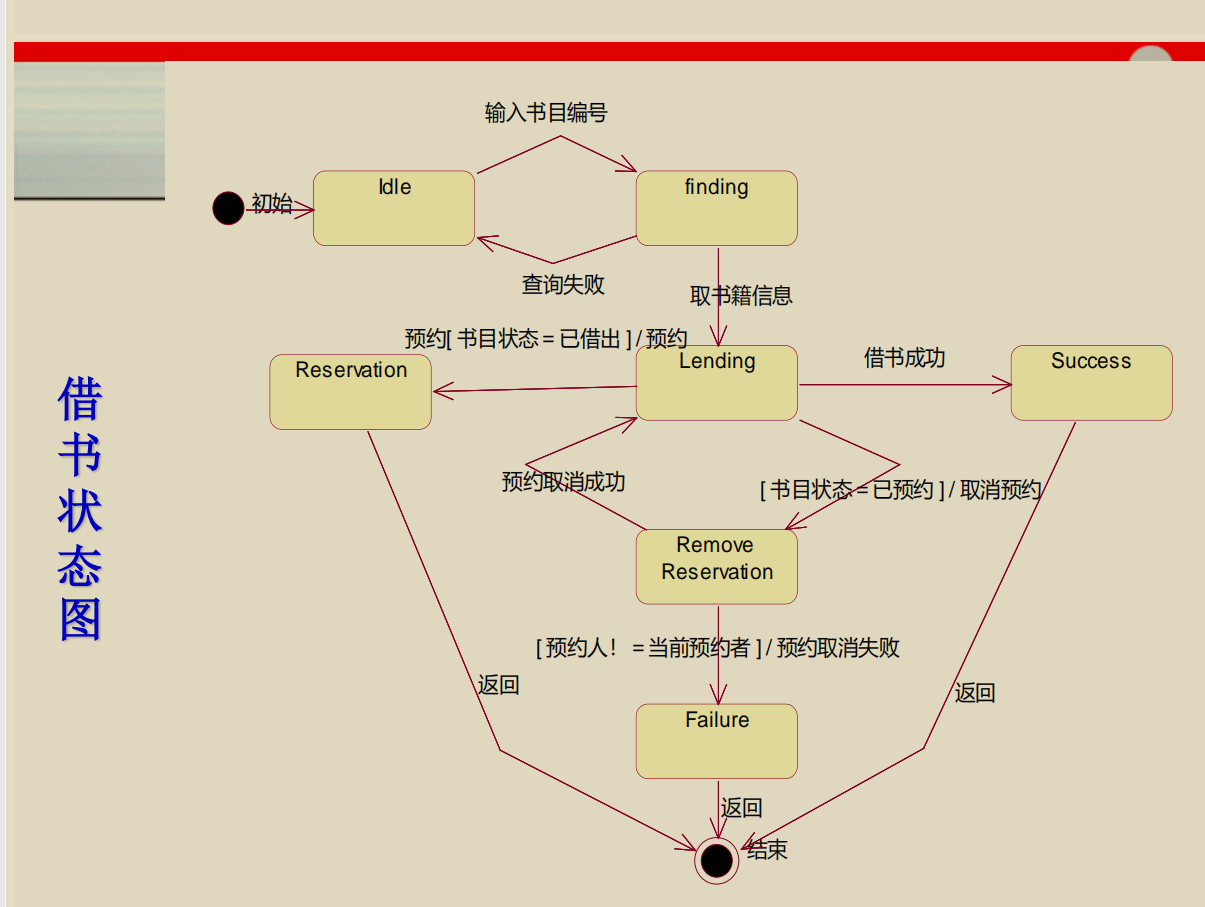 输入书目编号
Idle
finding
初始
查询失败
取书籍信息
预约[ 书目状态 = 已借出 ] / 预约
Reservation
Lending
借书成功
Success
借书状态图
预约取消成功
[ 书目状态 = 已预约 ] / 取消预约
Remove
Reservation
[ 预约人！ = 当前预约者 ] / 预约取消失败
返回
返回
Failure
返回
结束